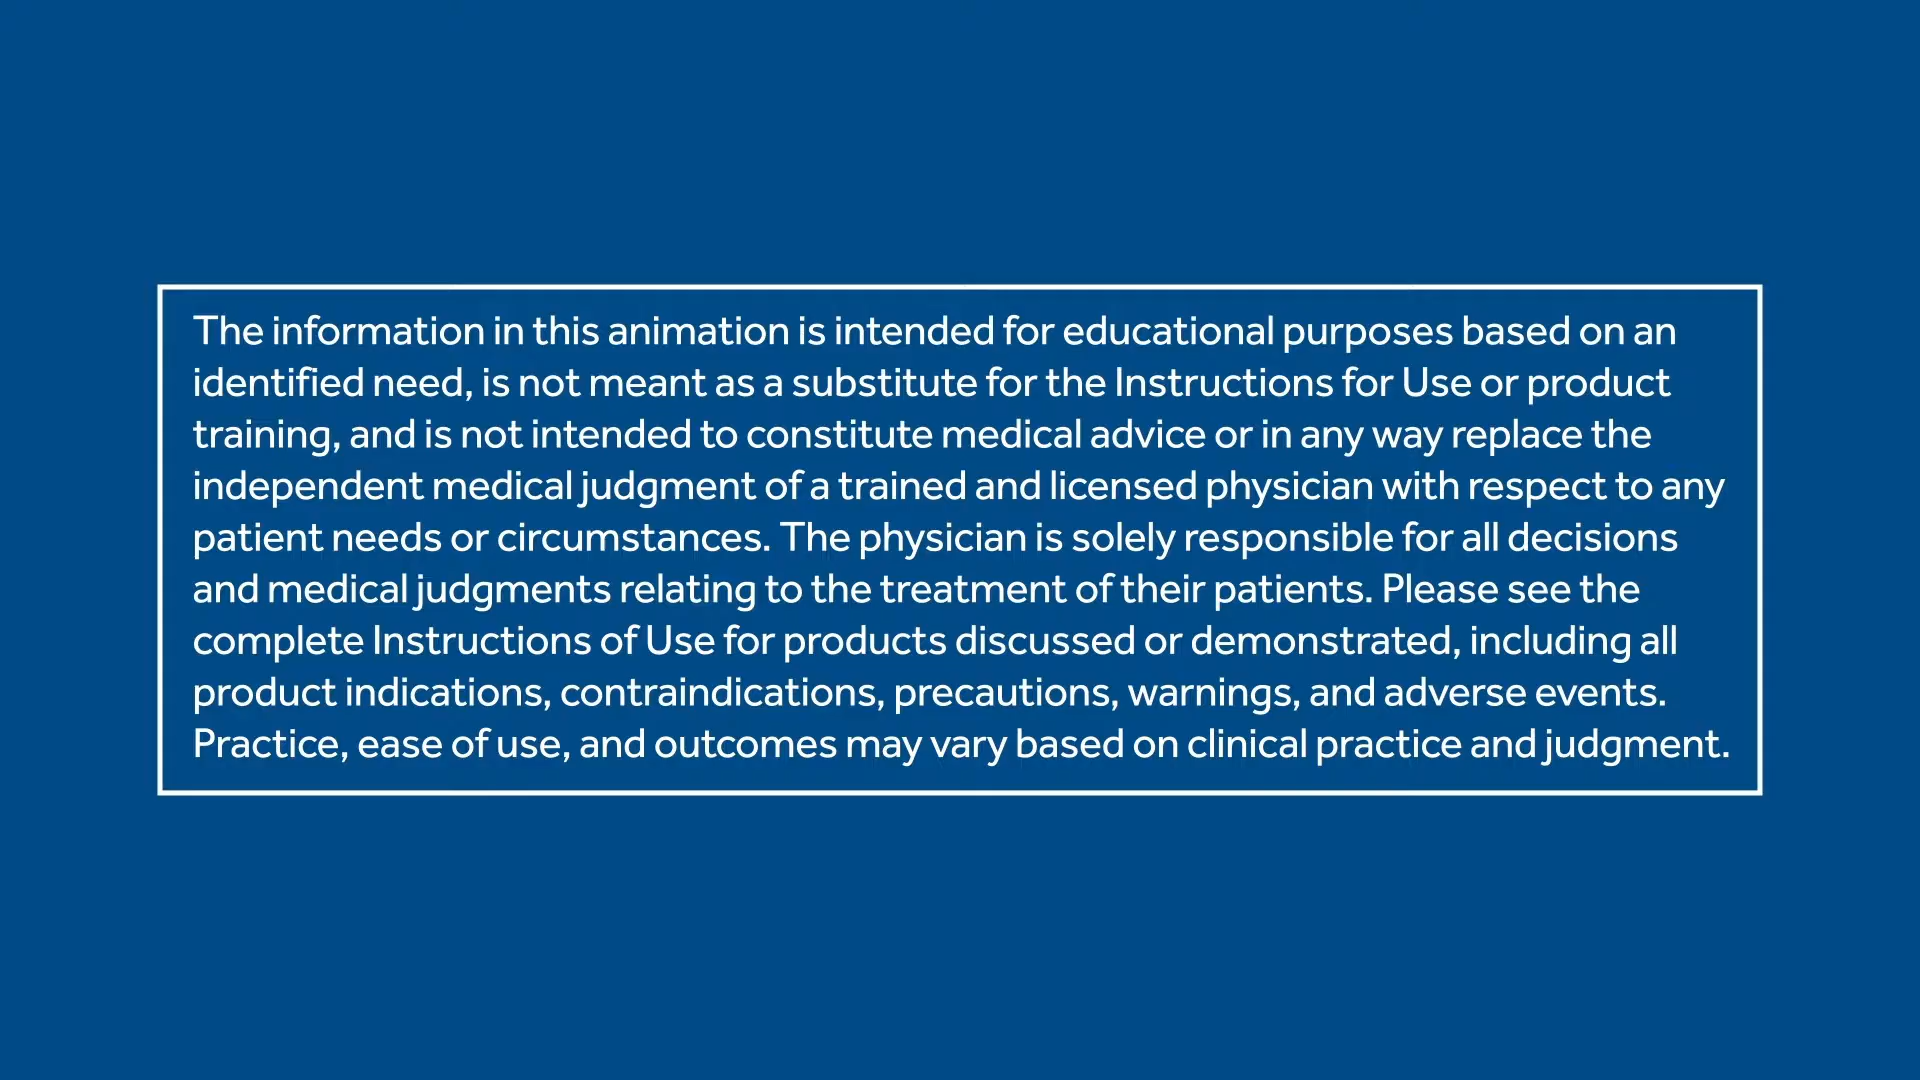 The information in this animation is intended for educational purposes based on an
identified need, is not meant as a substitute for the Instructions for Use or product
training, and is not intended to constitute medical advice or in any way replace the
independent medical judgment of a trained and licensed physician with respect to any
patient needs or circumstances. The physician is solely responsible for all decisions
and medical judgments relating to the treatment of their patients. Please see the
complete Instructions of Use for products discussed or demonstrated, including all
product indications, contraindications, precautions, warnings, and adverse events.
Practice, ease of use, and outcomes may vary based on clinical practice and judgment.